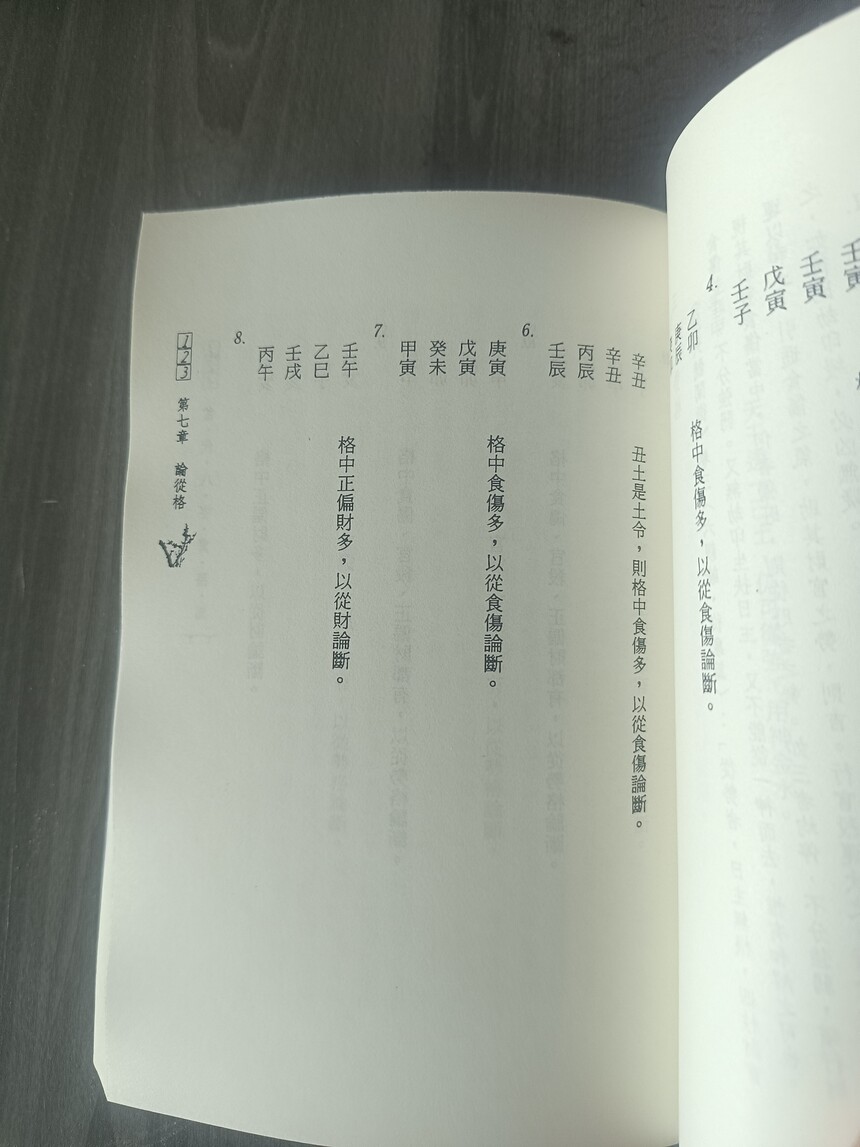 壬寅
壬寅
戊寅
壬子
4.
乙卯 格中食傷多，以從食傷論斷。
庚辰
辛丑 丑土是土令，則格中食傷多，以從食傷論斷。
辛丑
丙辰
壬辰
6.
庚寅 格中食傷多，以從食傷論斷。
戊寅
癸未
甲寅
7.
壬午 格中正偏財多，以從財論斷。
乙巳
壬戌
丙午
8.
123 第七章 論從格